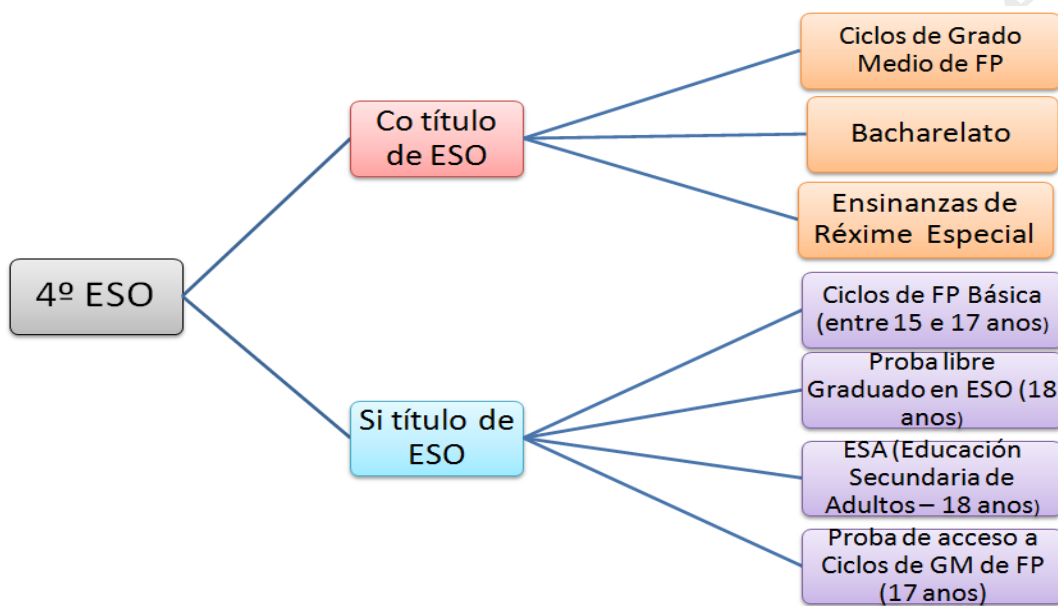 4º ESO
Co título
de ESO
Ciclos de Grado
Medio de FP
Bacharelato
Ensinanzas de
Réxime Especial
Si título de
ESO
Ciclos de FP Básica
(entre 15 e 17 anos)
Proba libre
Graduado en ESO (18
anos)
ESA (Educación
Secundaria de
Adultos – 18 anos)
Proba de acceso a
Ciclos de GM de FP
(17 anos)